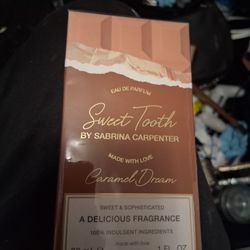 EAU DE PARFUM
Sweet Tooth
BY SABRINA CARPENTER
MADE WITH LOVE
Caramel Dream
SWEET & SOPHISTICATED
A DELICIOUS FRAGRANCE
100% INDULGENT INGREDIENTS
made with love
1 FL OZ